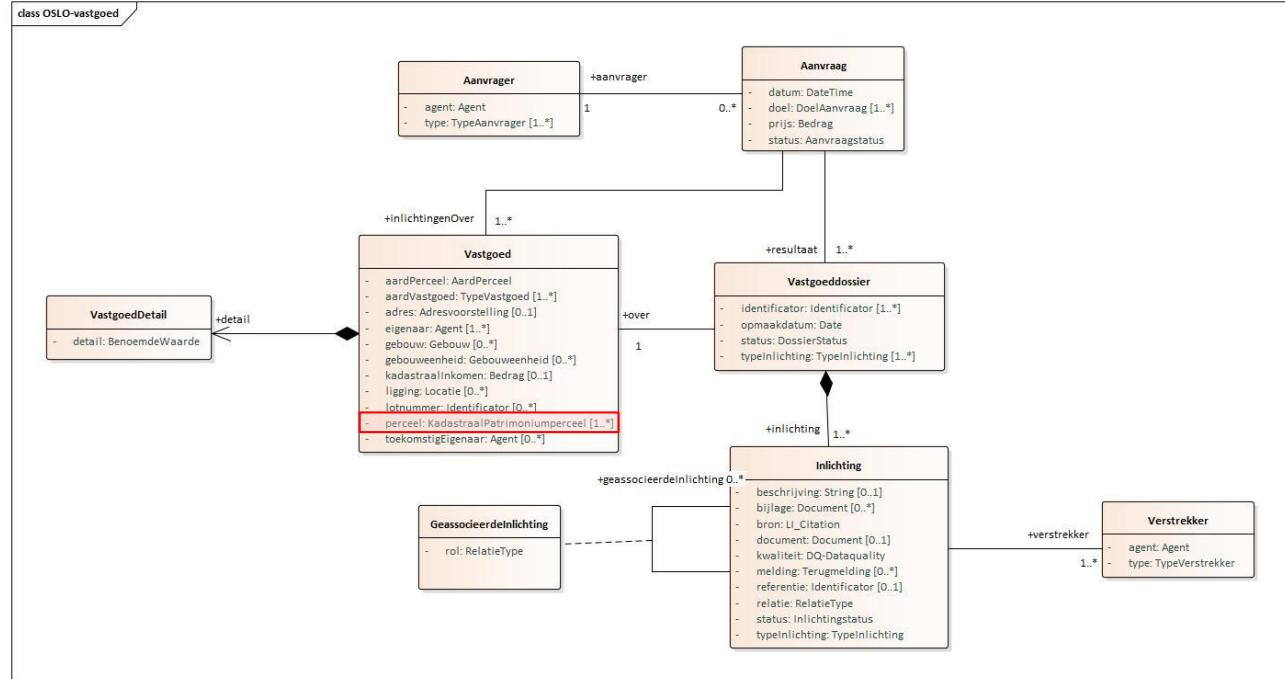 class OSLO-vastgoed
Aanvrager
- agent: Agent
- type: TypeAanvrager [1..*]
+aanvrager
1
0..*
Aanvraag
- datum: DateTime
- doel: DoelAanvraag [1..*]
- prijs: Bedrag
- status: Aanvraagstatus
+inlichtingenOver
1..*
+resultaat
1..*
Vastgoed
- aardPerceel: AardPerceel
- aardVastgoed: TypeVastgoed [1..*]
- adres: Adresvoorstelling [0..1]
- eigenaar: Agent [1..*]
- gebouw: Gebouw [0..*]
- gebouweenheid: Gebouweenheid [0..*]
- kadastraalInkomen: Bedrag [0..1]
- ligging: Locatie [0..*]
- lotnummer: Identificator [0..*]
- perceel: KadastraalPatrimoniumperceel [1..*]
- toekomstigEigenaar: Agent [0..*]
VastgoedDetail
- detail: BenoemdeWaarde
+detail
+over
1
Vastgoeddossier
- identificator: Identificator [1..*]
- opmaakdatum: Date
- status: DossierStatus
- typeInlichting: TypeInlichting [1..*]
+inlichting
1..*
Inlichting
- beschrijving: String [0..1]
- bijlage: Document [0..*]
- bron: LI_Citation
- document: Document [0..1]
- kwaliteit: DQ-Dataquality
- melding: Terugmelding [0..*]
- referentie: Identificator [0..1]
- relatie: RelatieType
- status: Inlichtingstatus
- typeInlichting: TypeInlichting
+geassocieerdeInlichting 0..*
GeassocieerdeInlichting
- rol: RelatieType
+verstrekker
1..*
Verstrekker
- agent: Agent
- type: TypeVerstrekker